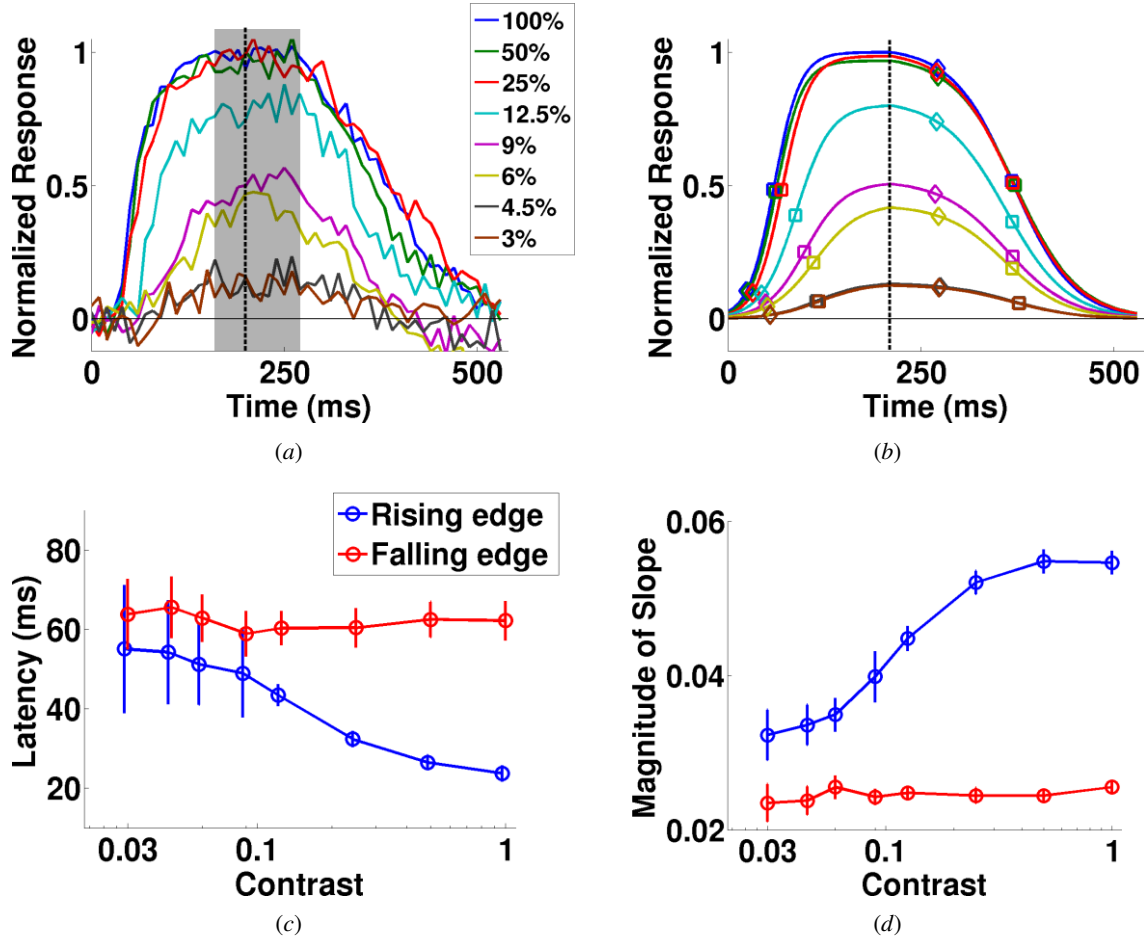 Normalized Response
1
0.5
0
0
250
500
Time (ms)
100%
50%
25%
12.5%
9%
6%
4.5%
3%
(a)
Normalized Response
1
0.5
0
0
250
500
Time (ms)
(b)
Latency (ms)
80
60
40
20
0.03
0.1
1
Contrast
Rising edge
Falling edge
(c)
Magnitude of Slope
0.06
0.04
0.02
0.03
0.1
1
Contrast
(d)